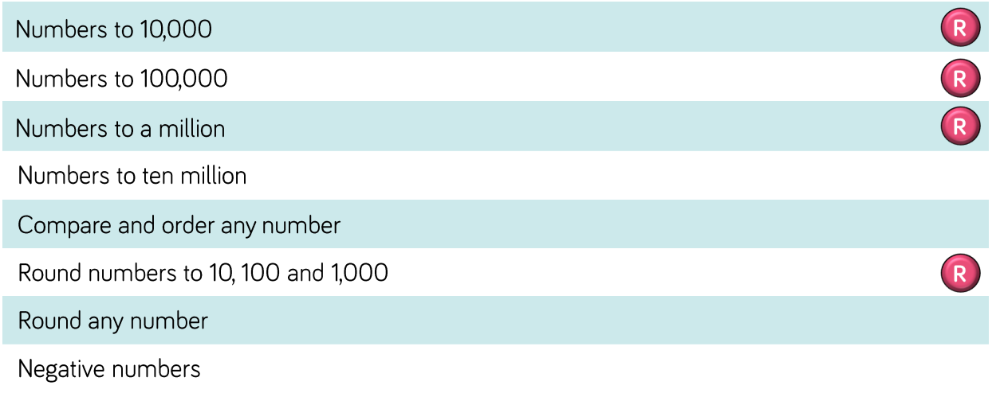 Numbers to 10,000 R
Numbers to 100,000 R
Numbers to a million R
Numbers to ten million
Compare and order any number
Round numbers to 10, 100 and 1,000 R
Round any number
Negative numbers